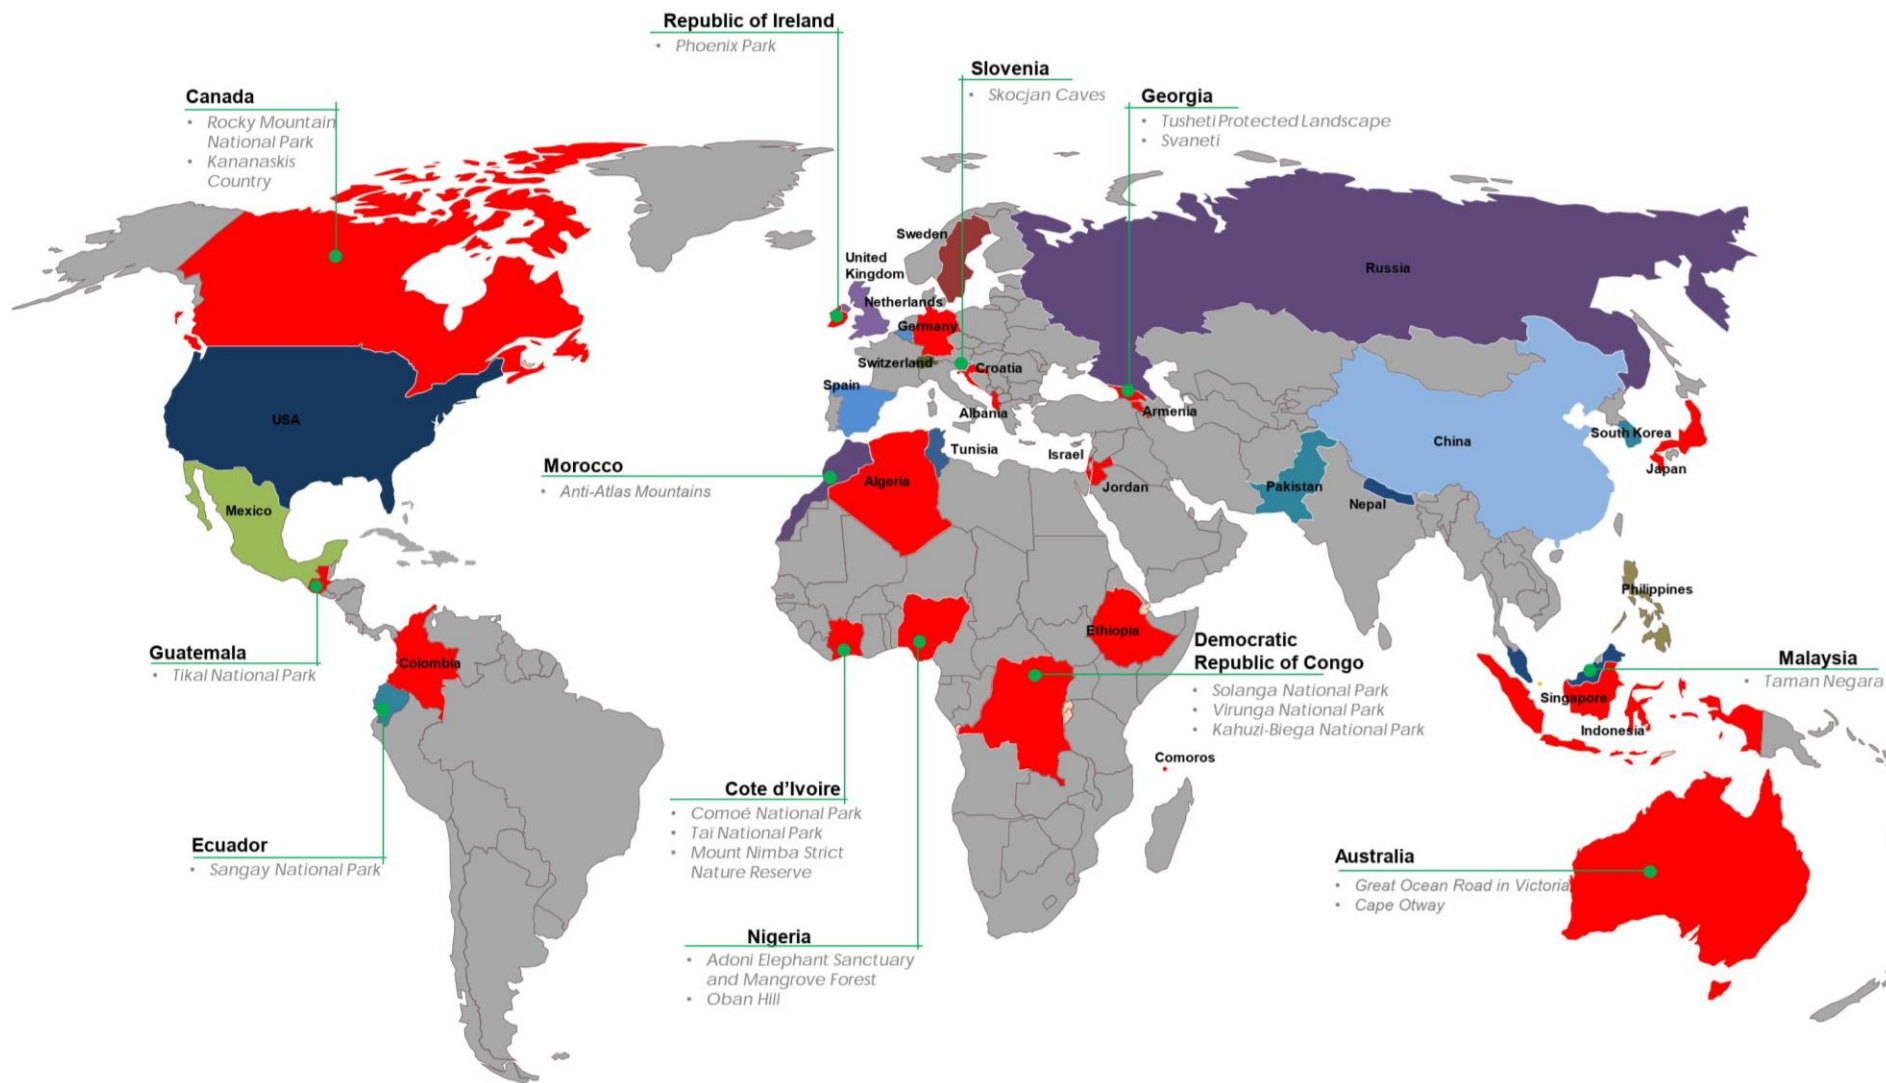 Republic of Ireland
• Phoenix Park
Slovenia
• Skocjan Caves
Georgia
• Tusheti Protected Landscape
• Svaneti
Canada
• Rocky Mountain
National Park
• Kananaskis
Country
Sweden
United
Kingdom
Netherlands
Germany
Switzerland
Croatia
Spain
Albania
Armenia
Russia
USA
China
South Korea
Japan
Tunisia
Israel
Jordan
Pakistan
Nepal
Morocco
• Anti-Atlas Mountains
Algeria
Mexico
Philippines
Guatemala
• Tikal National Park
Colombia
Ethiopia
Democratic
Republic of Congo
• Solanga National Park
• Virunga National Park
• Kahuzi-Biega National Park
Malaysia
• Taman Negara
Singapore
Indonesia
Comoros
Cote d’Ivoire
• Comoé National Park
• Taï National Park
• Mount Nimba Strict
Nature Reserve
Ecuador
• Sangay National Park
Australia
• Great Ocean Road in Victoria
• Cape Otway
Nigeria
• Adoni Elephant Sanctuary
and Mangrove Forest
• Oban Hill